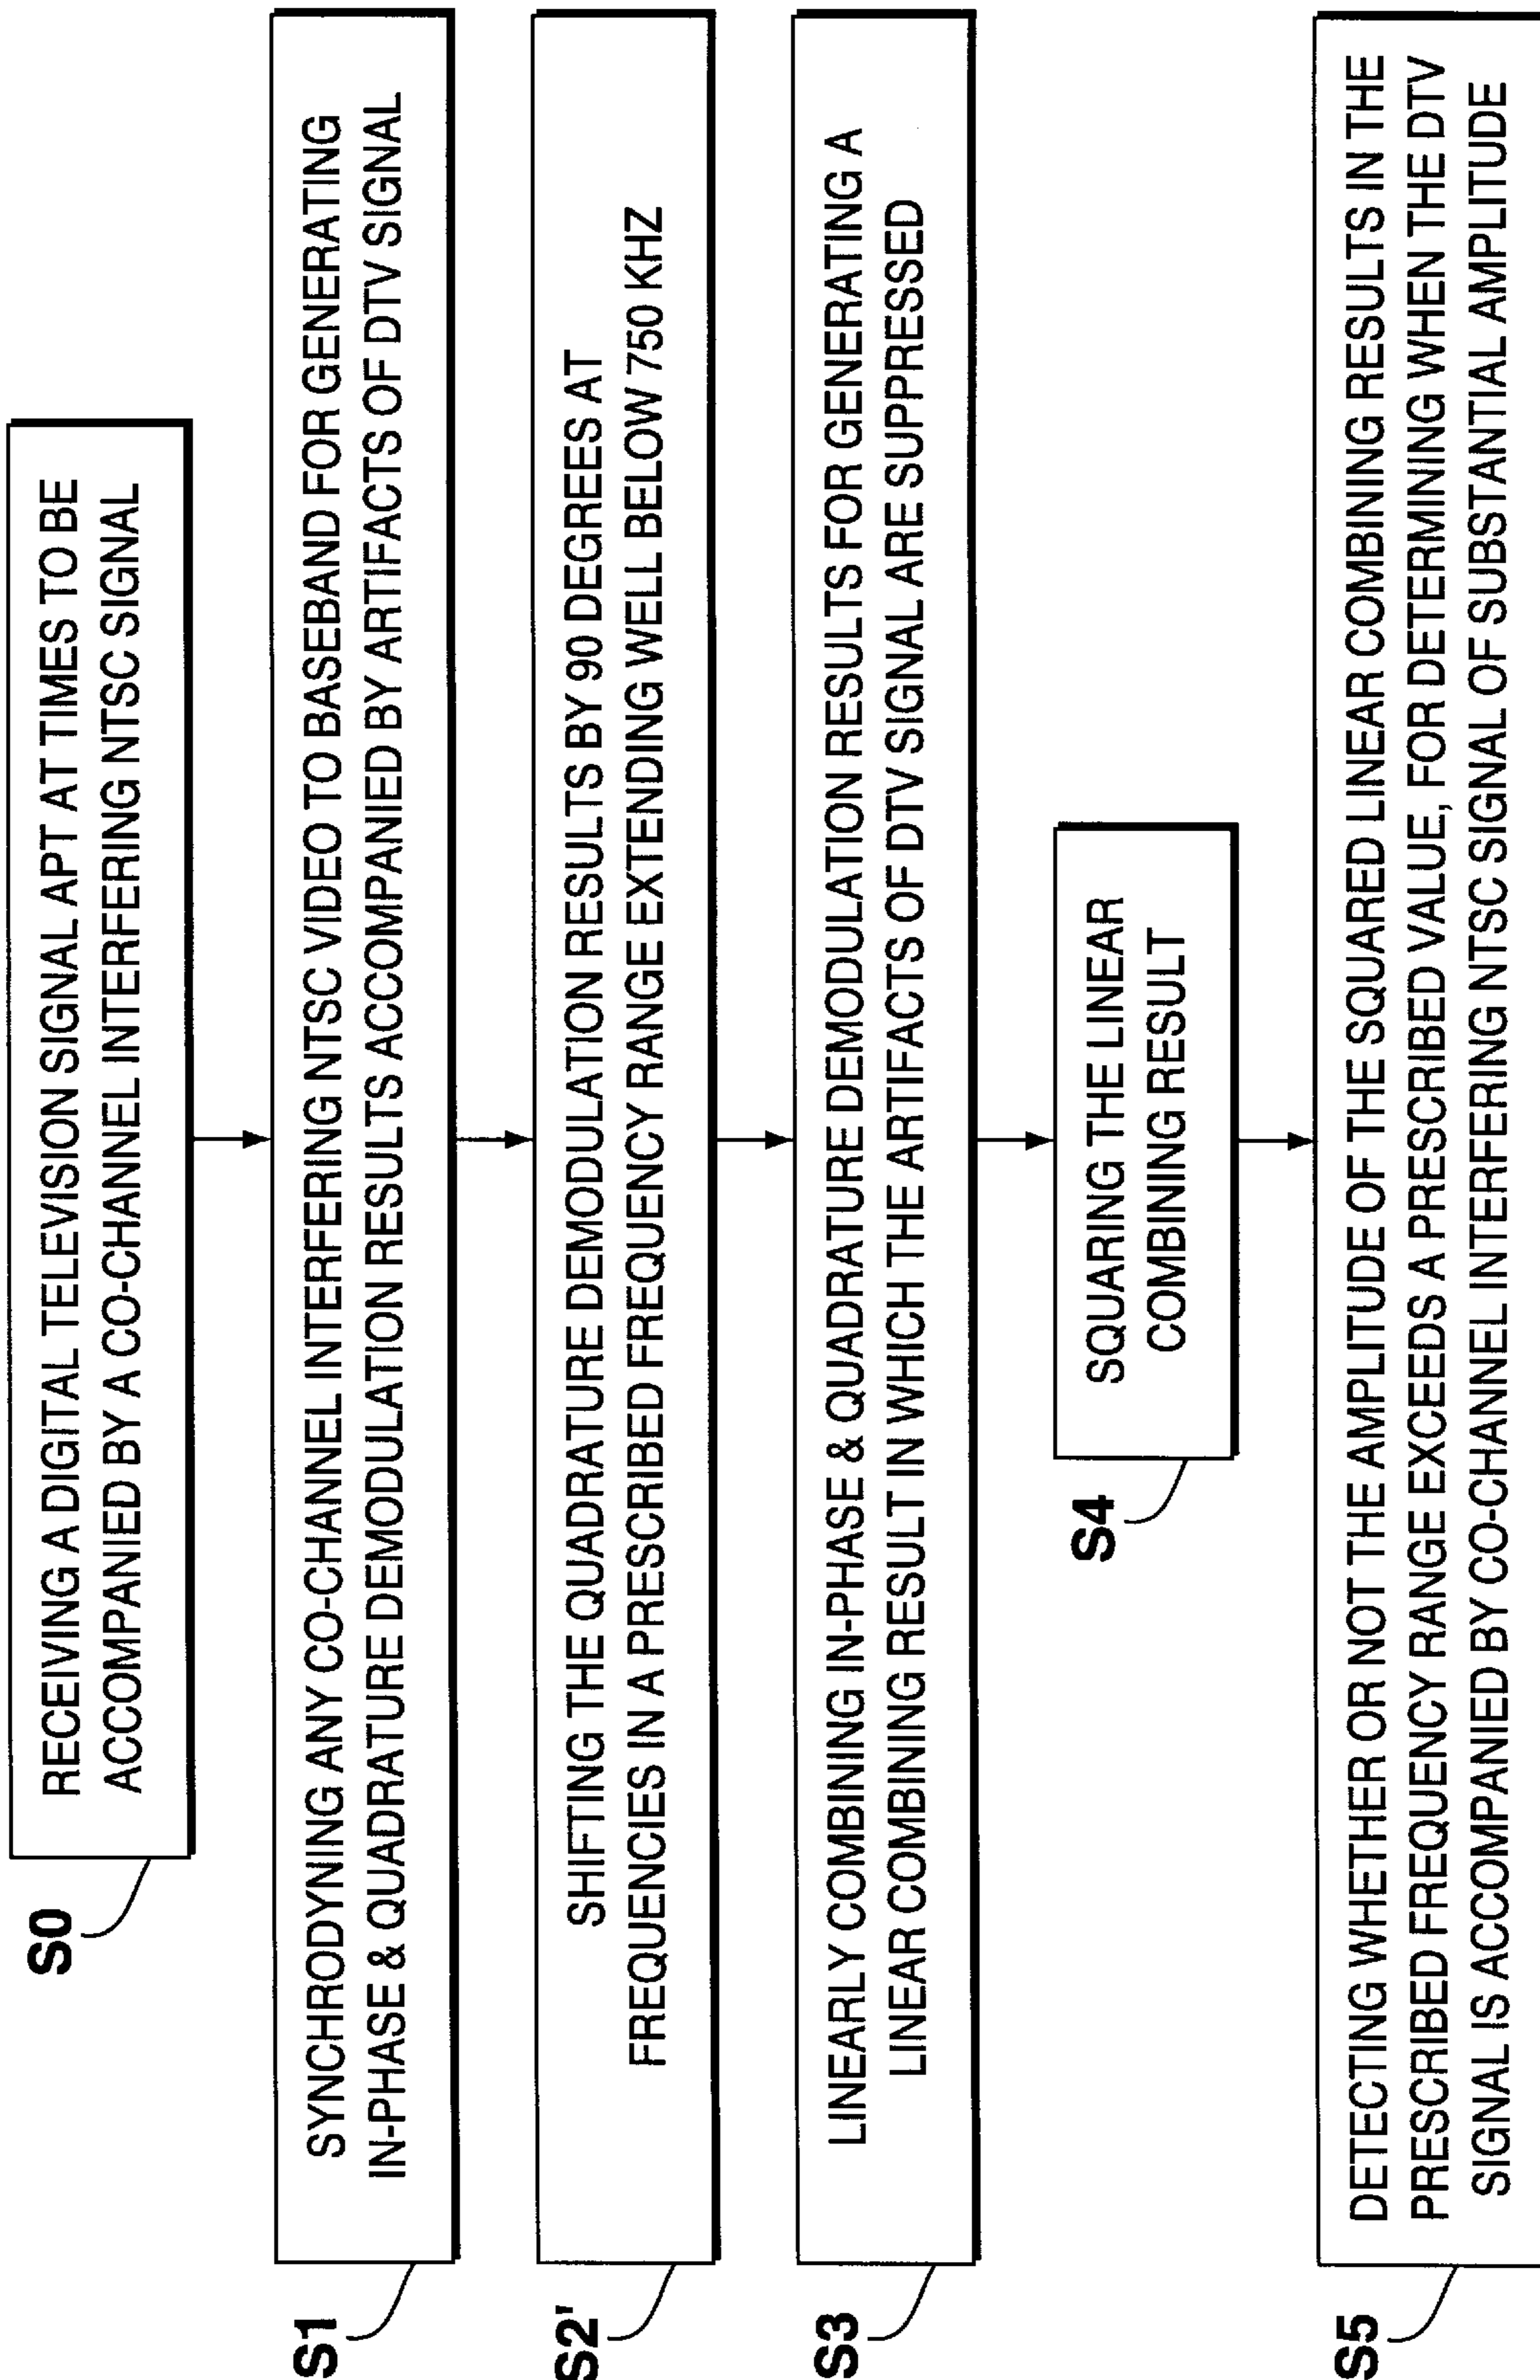 S0
RECEIVING A DIGITAL TELEVISION SIGNAL APT AT TIMES TO BE
ACCOMPANIED BY A CO-CHANNEL INTERFERING NTSC SIGNAL
S1
SYNCHRODYNING ANY CO-CHANNEL INTERFERING NTSC VIDEO TO BASEBAND FOR GENERATING
IN-PHASE & QUADRATURE DEMODULATION RESULTS ACCOMPANIED BY ARTIFACTS OF DTV SIGNAL
S2'
SHIFTING THE QUADRATURE DEMODULATION RESULTS BY 90 DEGREES AT
FREQUENCIES IN A PRESCRIBED FREQUENCY RANGE EXTENDING WELL BELOW 750 KHZ
S3
LINEARLY COMBINING IN-PHASE & QUADRATURE DEMODULATION RESULTS FOR GENERATING A
LINEAR COMBINING RESULT IN WHICH THE ARTIFACTS OF DTV SIGNAL ARE SUPPRESSED
S4
SQUARING THE LINEAR
COMBINING RESULT
S5
DETECTING WHETHER OR NOT THE AMPLITUDE OF THE SQUARED LINEAR COMBINING RESULTS IN THE
PRESCRIBED FREQUENCY RANGE EXCEEDS A PRESCRIBED VALUE, FOR DETERMINING WHEN THE DTV
SIGNAL IS ACCOMPANIED BY CO-CHANNEL INTERFERING NTSC SIGNAL OF SUBSTANTIAL AMPLITUDE